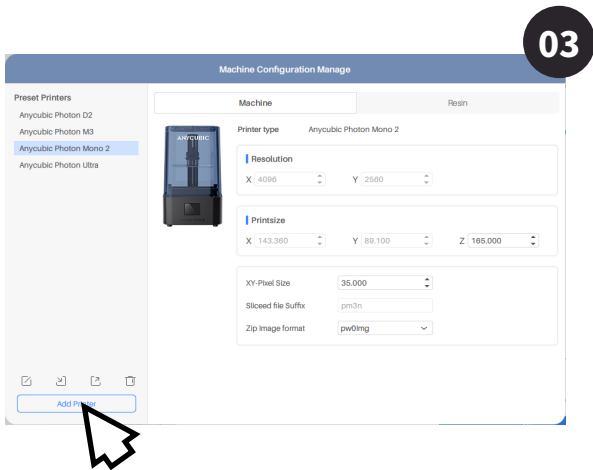 03
Machine Configuration Manage
Preset Printers
Anycubic Photon D2
Anycubic Photon M3
Anycubic Photon Mono 2
Anycubic Photon Ultra
Add Printer
Machine
Resin
ANYCUBIC
Printer type Anycubic Photon Mono 2
Resolution
X 4096 Y 2560
Printsize
X 143.360 Y 89.100 Z 165.000
XY-Pixel Size 35.000
Sliceed file Suffix pm3n
Zip Image format pw0Img